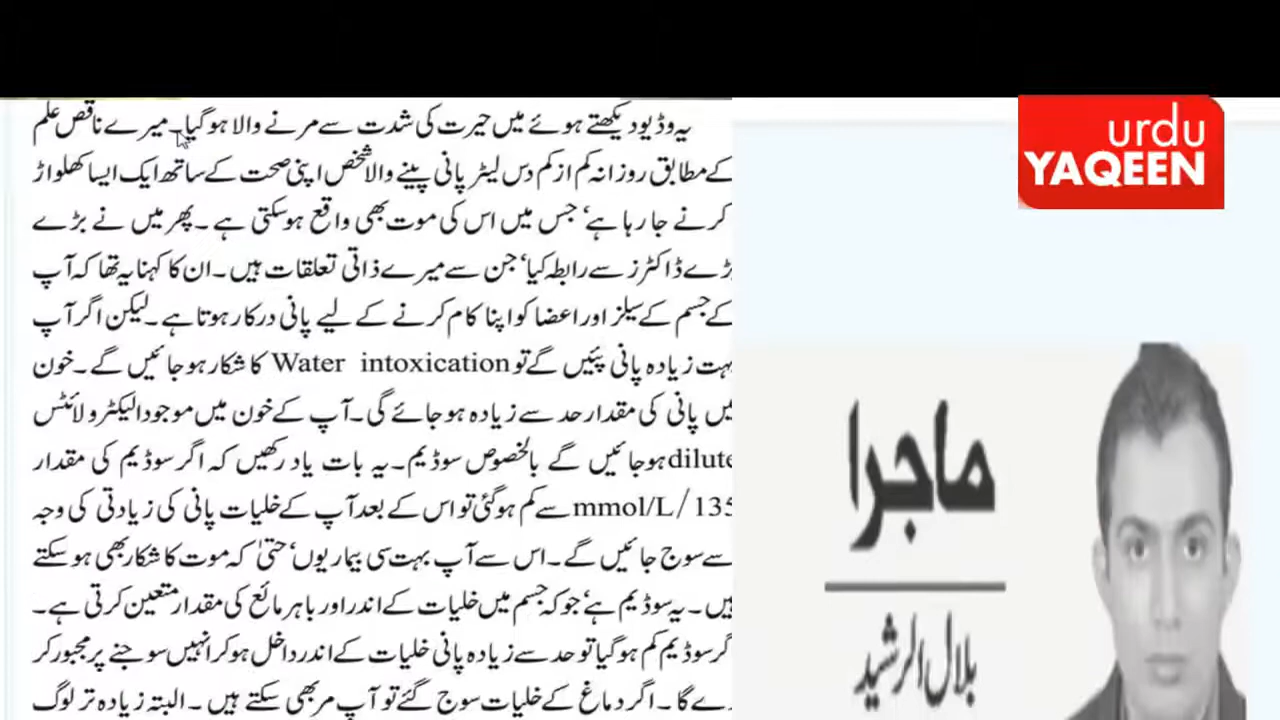 urdu
YAQEEN
یہ وڈیو دیکھتے ہوئے میں حیرت کی شدت سے مرنے والا ہو گیا۔ میرے ناقص علم
کے مطابق روزانہ کم از کم دس لیٹر پانی پینے والا شخص اپنی صحت کے ساتھ ایک ایسا کھلواڑ
کرنے جا رہا ہے‘ جس میں اس کی موت بھی واقع ہو سکتی ہے۔ پھر میں نے بڑے
بڑے ڈاکٹرز سے رابطہ کیا‘ جن سے میرے ذاتی تعلقات ہیں۔ ان کا کہنا یہ تھا کہ آپ
کے جسم کے سیلز اور اعضا کو اپنا کام کرنے کے لیے پانی درکار ہوتا ہے۔ لیکن اگر آپ
بہت زیادہ پانی پئیں گے تو Water intoxication کا شکار ہو جائیں گے۔ خون
میں پانی کی مقدار حد سے زیادہ ہو جائے گی۔ آپ کے خون میں موجود الیکٹرولائٹس
dilute ہو جائیں گے بالخصوص سوڈیم۔ یہ بات یاد رکھیں کہ اگر سوڈیم کی مقدار
135/mmol/L سے کم ہو گئی تو اس کے بعد آپ کے خلیات پانی کی زیادتی کی وجہ
سے سوج جائیں گے۔ اس سے آپ بہت سی بیماریوں‘ حتیٰ کہ موت کا شکار بھی ہو سکتے
ہیں۔ یہ سوڈیم ہے‘ جو کہ جسم میں خلیات کے اندر اور باہر مائع کی مقدار متعین کرتی ہے۔
گر سوڈیم کم ہو گیا تو حد سے زیادہ پانی خلیات کے اندر داخل ہو کر انہیں سوجنے پر مجبور کر
دے گا۔ اگر دماغ کے خلیات سوج گئے تو آپ مر بھی سکتے ہیں۔ البتہ زیادہ تر لوگ
ماجرا
بلال الرشید